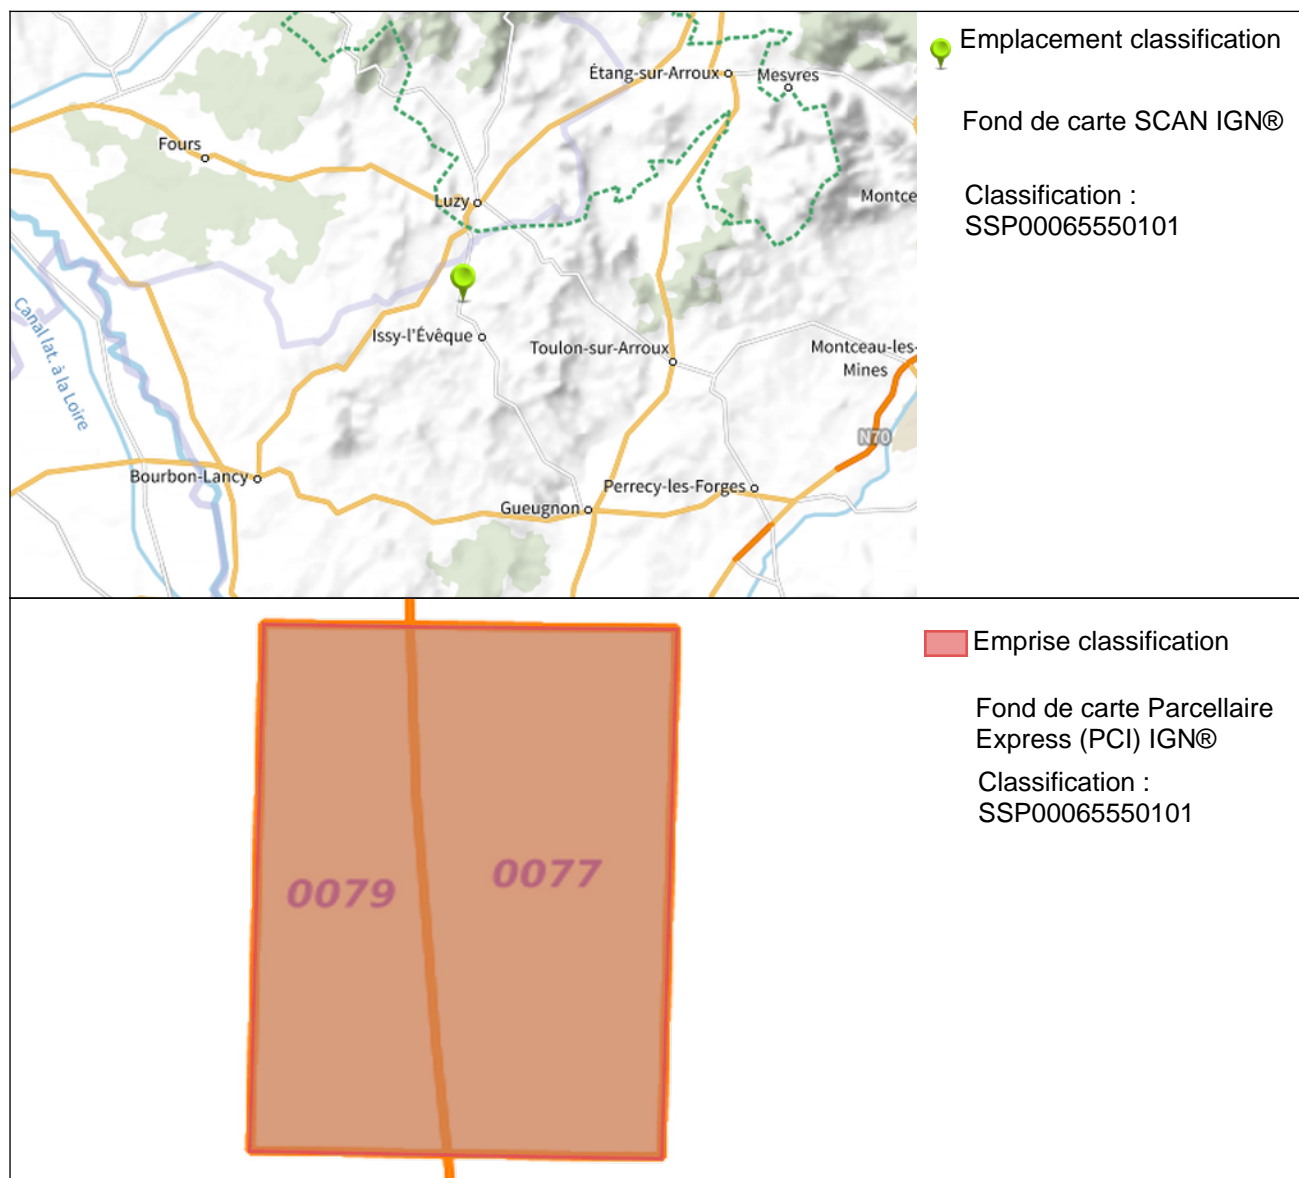 Étang-sur-Arroux
Mesvres
Fours
Luzy
Montce
Canal lat. à la Loire
Issy-l'Évêque
Toulon-sur-Arroux
Montceau-les-
Mines
N70
Bourbon-Lancy
Perrecy-les-Forges
Gueugnon
Emplacement classification
Fond de carte SCAN IGN®
Classification :
SSP00065550101
0079
0077
Emprise classification
Fond de carte Parcellaire
Express (PCI) IGN®
Classification :
SSP00065550101